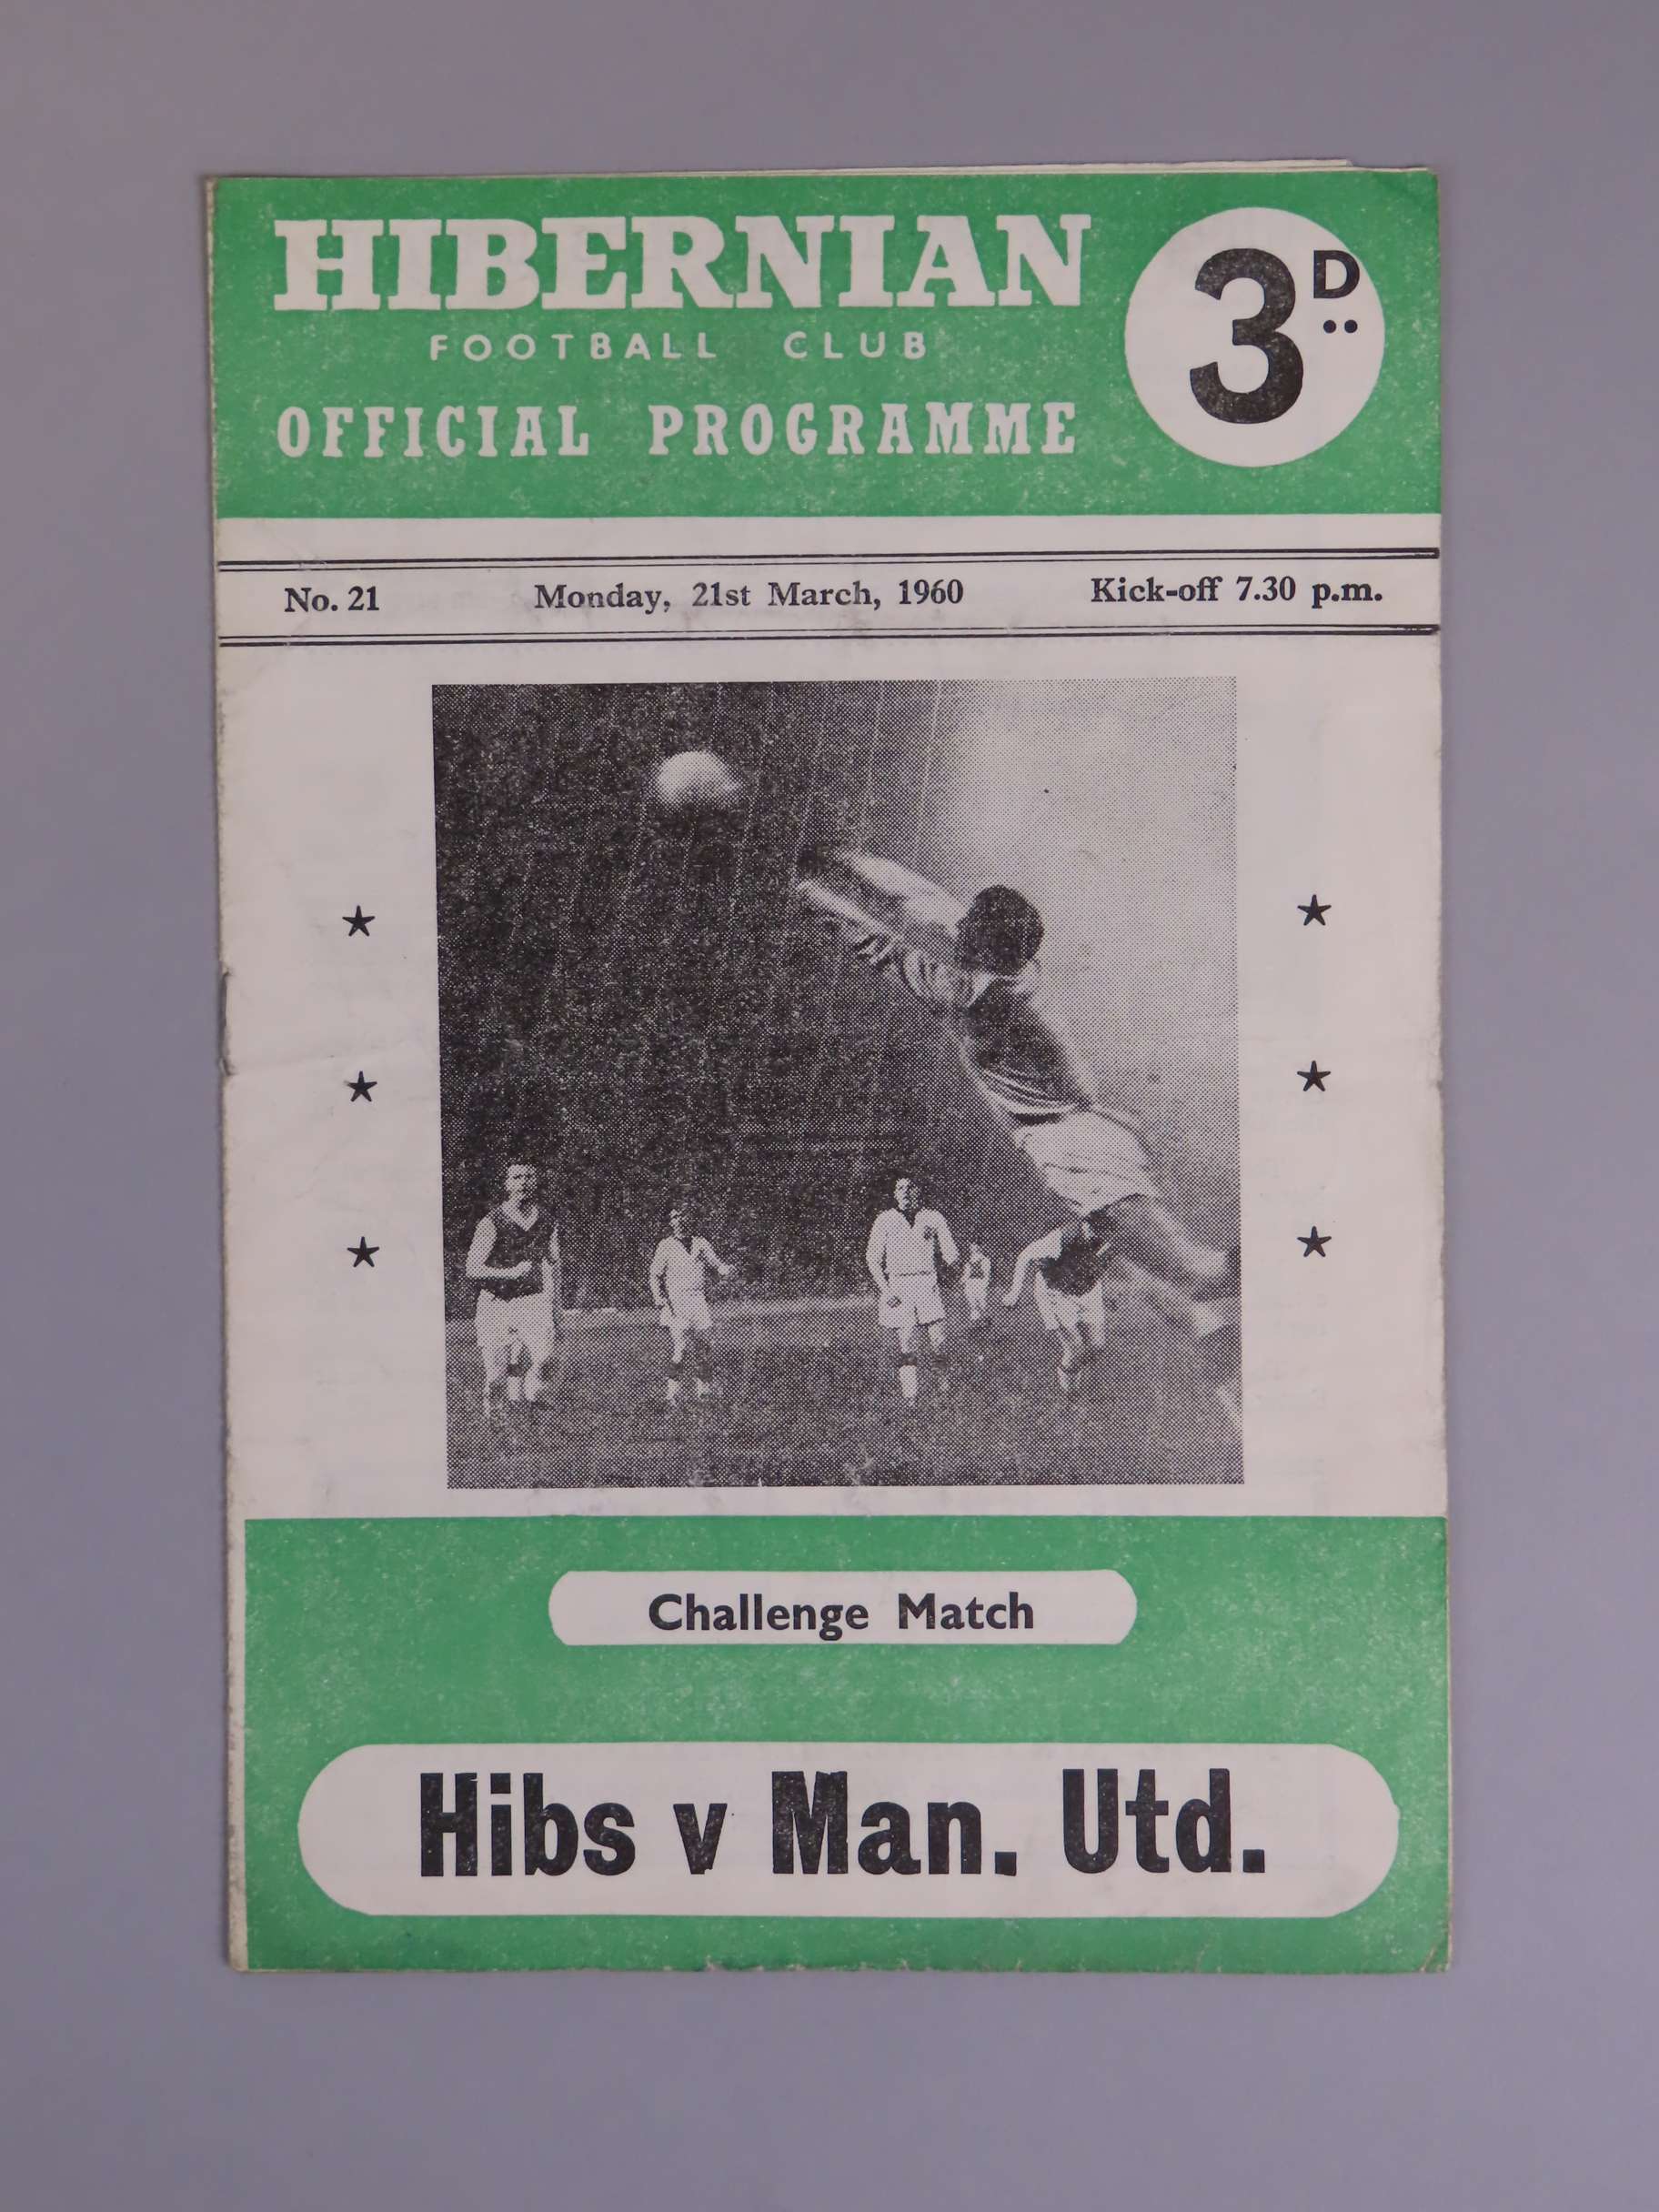 HIBERNIAN
FOOTBALL CLUB
OFFICIAL PROGRAMME
3D
No. 21 Monday, 21st March, 1960 Kick-off 7.30 p.m.
Challenge Match
Hibs v Man. Utd.